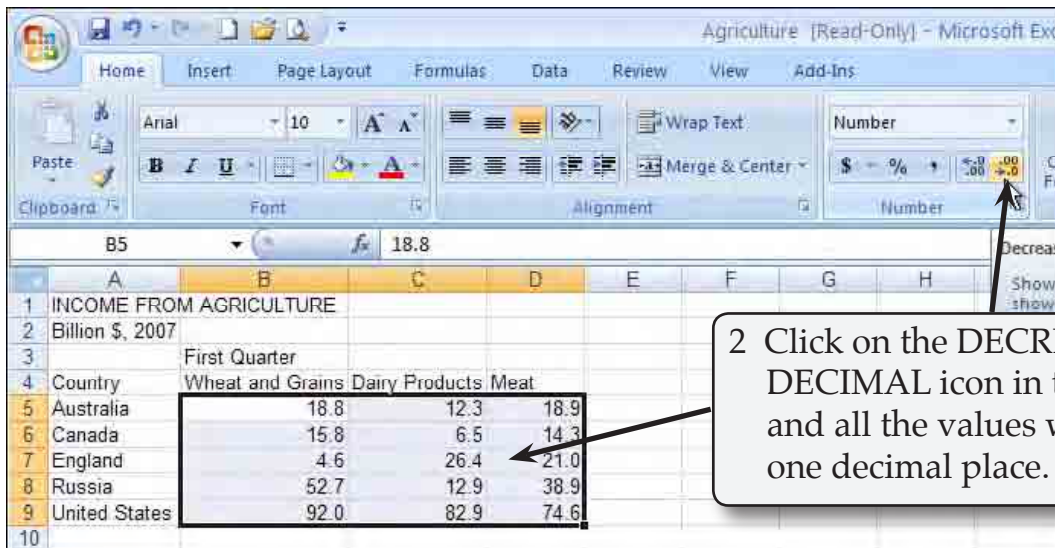 Agriculture [Read-Only] - Microsoft Exc
Home Insert Page Layout Formulas Data Review View Add-Ins
Arial 10 A A Wrap Text Number
Paste B I U A Merge & Center $ % , .0 .00 .00 .0
Clipboard Font Alignment Number
B5 fx 18.8 Decreas
A B C D E F G H Show
1 INCOME FROM AGRICULTURE show
2 Billion $, 2007
3 First Quarter
4 Country Wheat and Grains Dairy Products Meat
5 Australia 18.8 12.3 18.9
6 Canada 15.8 6.5 14.3
7 England 4.6 26.4 21.0
8 Russia 52.7 12.9 38.9
9 United States 92.0 82.9 74.6
10
2 Click on the DECR
DECIMAL icon in
and all the values
one decimal place.